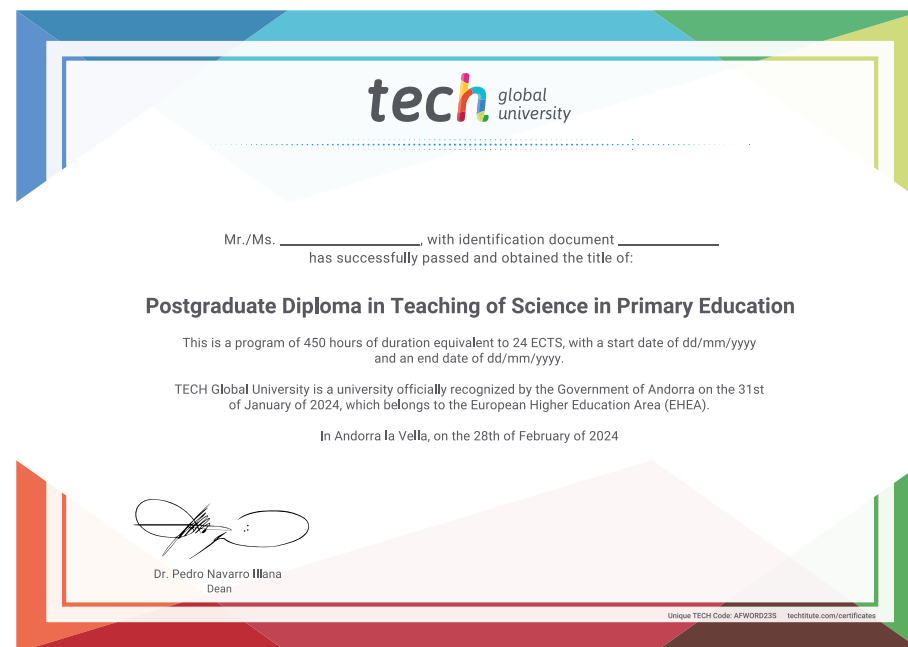 tech global
university
Mr./Ms. ____________, with identification document ____________
has successfully passed and obtained the title of:
Postgraduate Diploma in Teaching of Science in Primary Education
This is a program of 450 hours of duration equivalent to 24 ECTS, with a start date of dd/mm/yyyy
and an end date of dd/mm/yyyy.
TECH Global University is a university officially recognized by the Government of Andorra on the 31st
of January of 2024, which belongs to the European Higher Education Area (EHEA).
In Andorra la Vella, on the 28th of February of 2024
Dr. Pedro Navarro Illana
Dean
Unique TECH Code: AFWORD23S techtitute.com/certificates